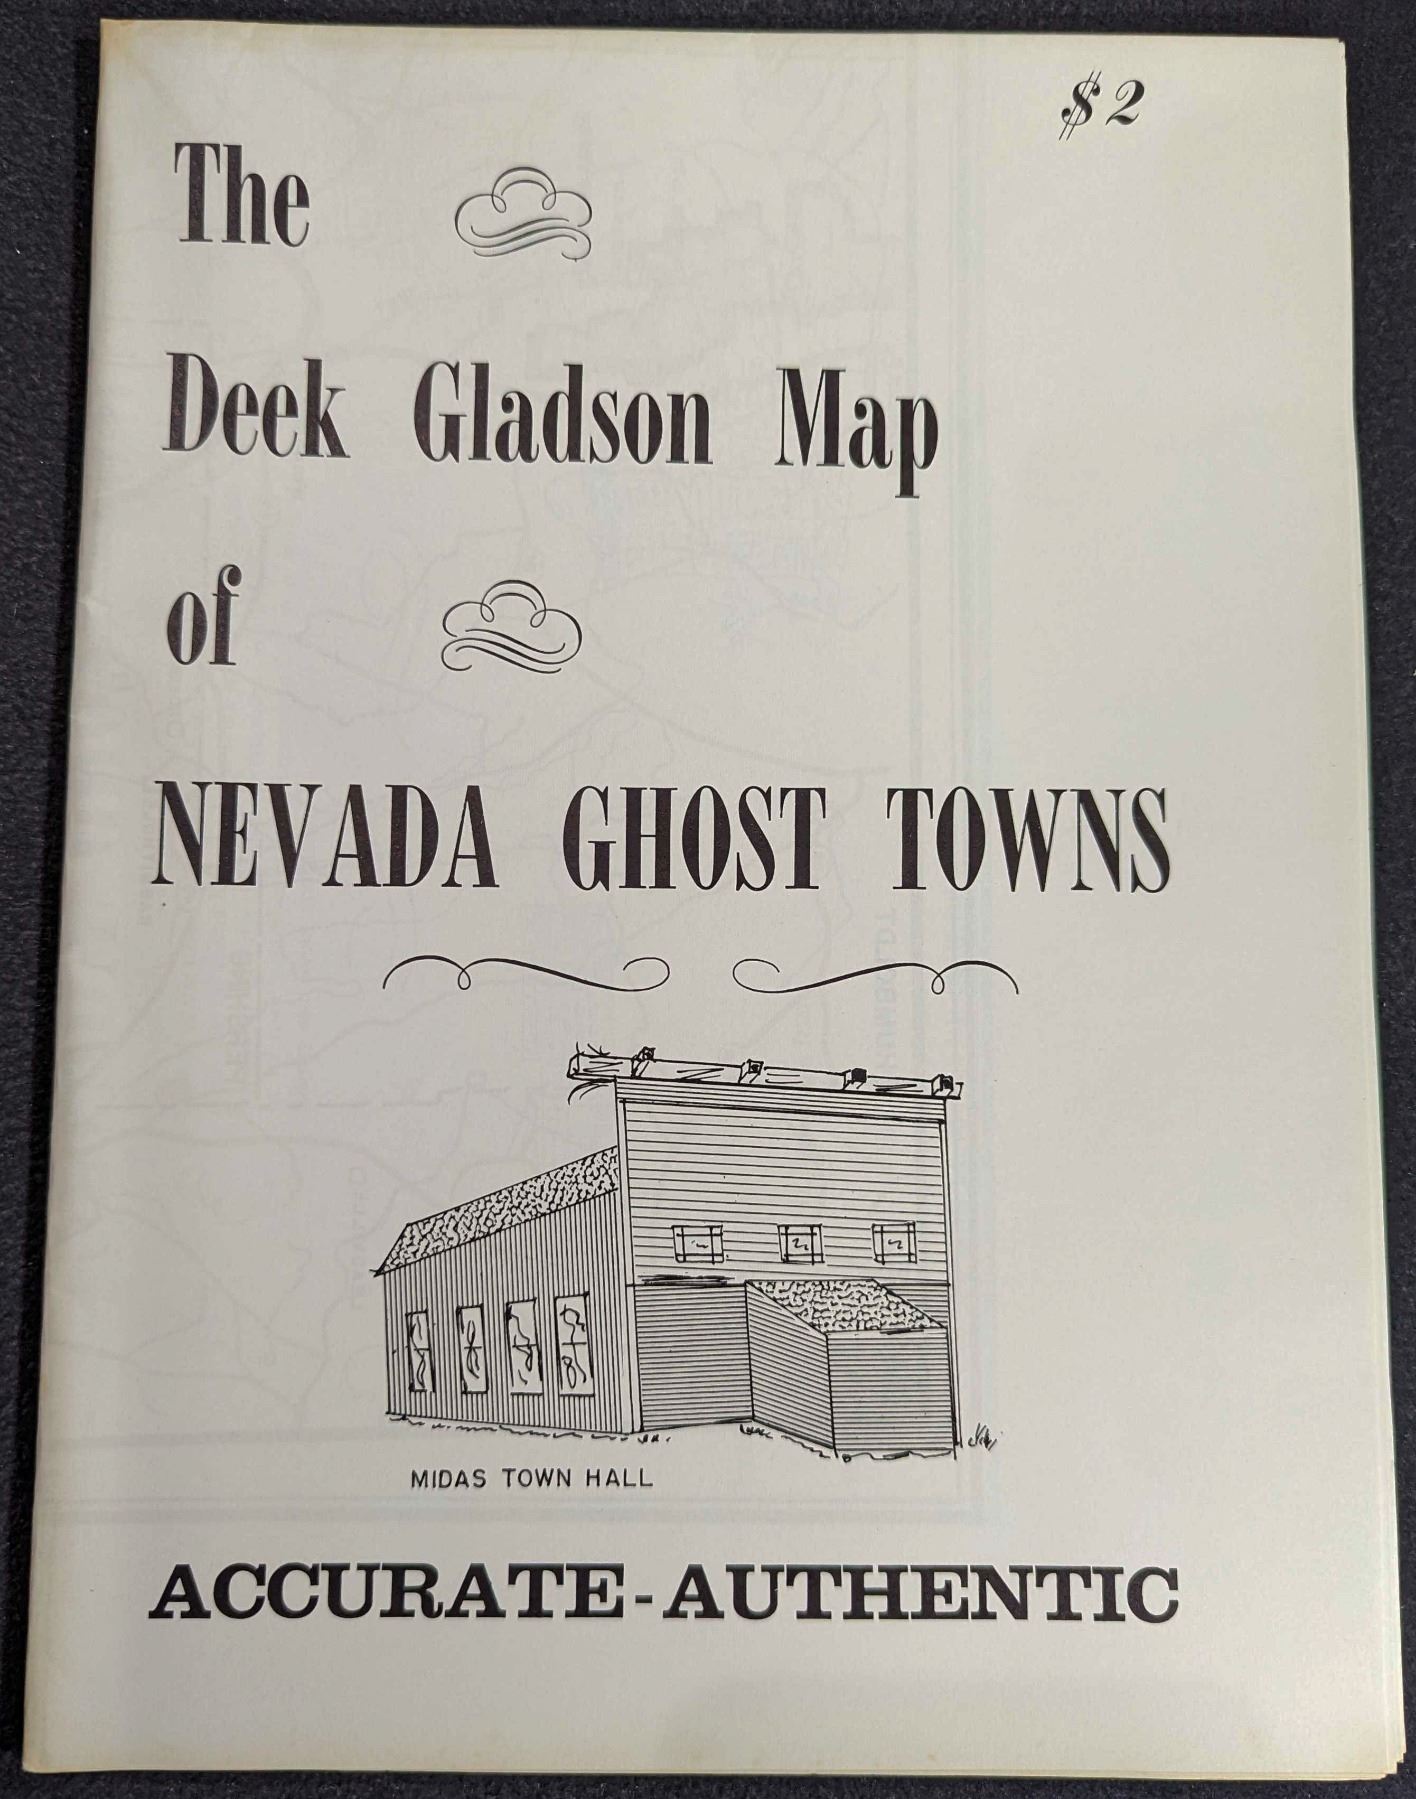 $2
The
Deek Gladson Map
of
NEVADA GHOST TOWNS
MIDAS TOWN HALL
ACCURATE-AUTHENTIC